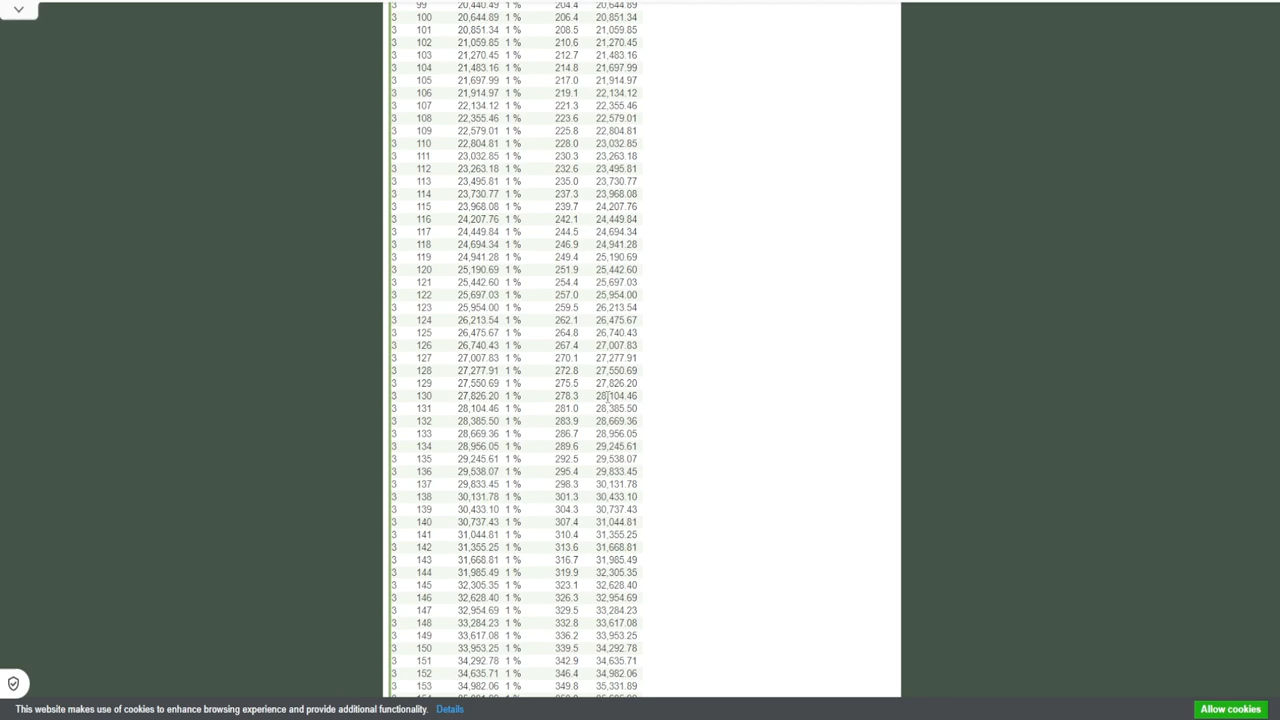 3 99 20,440.49 1 % 204.4 20,644.89
3 100 20,644.89 1 % 206.4 20,851.34
3 101 20,851.34 1 % 208.5 21,059.85
3 102 21,059.85 1 % 210.6 21,270.45
3 103 21,270.45 1 % 212.7 21,483.16
3 104 21,483.16 1 % 214.8 21,697.99
3 105 21,697.99 1 % 217.0 21,914.97
3 106 21,914.97 1 % 219.1 22,134.12
3 107 22,134.12 1 % 221.3 22,355.46
3 108 22,355.46 1 % 223.6 22,579.01
3 109 22,579.01 1 % 225.8 22,804.81
3 110 22,804.81 1 % 228.0 23,032.85
3 111 23,032.85 1 % 230.3 23,263.18
3 112 23,263.18 1 % 232.6 23,495.81
3 113 23,495.81 1 % 235.0 23,730.77
3 114 23,730.77 1 % 237.3 23,968.08
3 115 23,968.08 1 % 239.7 24,207.76
3 116 24,207.76 1 % 242.1 24,449.84
3 117 24,449.84 1 % 244.5 24,694.34
3 118 24,694.34 1 % 246.9 24,941.28
3 119 24,941.28 1 % 249.4 25,190.69
3 120 25,190.69 1 % 251.9 25,442.60
3 121 25,442.60 1 % 254.4 25,697.03
3 122 25,697.03 1 % 257.0 25,954.00
3 123 25,954.00 1 % 259.5 26,213.54
3 124 26,213.54 1 % 262.1 26,475.67
3 125 26,475.67 1 % 264.8 26,740.43
3 126 26,740.43 1 % 267.4 27,007.83
3 127 27,007.83 1 % 270.1 27,277.91
3 128 27,277.91 1 % 272.8 27,550.69
3 129 27,550.69 1 % 275.5 27,826.20
3 130 27,826.20 1 % 278.3 28,104.46
3 131 28,104.46 1 % 281.0 28,385.50
3 132 28,385.50 1 % 283.9 28,669.36
3 133 28,669.36 1 % 286.7 28,956.05
3 134 28,956.05 1 % 289.6 29,245.61
3 135 29,245.61 1 % 292.5 29,538.07
3 136 29,538.07 1 % 295.4 29,833.45
3 137 29,833.45 1 % 298.3 30,131.78
3 138 30,131.78 1 % 301.3 30,433.10
3 139 30,433.10 1 % 304.3 30,737.43
3 140 30,737.43 1 % 307.4 31,044.81
3 141 31,044.81 1 % 310.4 31,355.25
3 142 31,355.25 1 % 313.6 31,668.81
3 143 31,668.81 1 % 316.7 31,985.49
3 144 31,985.49 1 % 319.9 32,305.35
3 145 32,305.35 1 % 323.1 32,628.40
3 146 32,628.40 1 % 326.3 32,954.69
3 147 32,954.69 1 % 329.5 33,284.23
3 148 33,284.23 1 % 332.8 33,617.08
3 149 33,617.08 1 % 336.2 33,953.25
3 150 33,953.25 1 % 339.5 34,292.78
3 151 34,292.78 1 % 342.9 34,635.71
3 152 34,635.71 1 % 346.4 34,982.06
3 153 34,982.06 1 % 349.8 35,331.89
This website makes use of cookies to enhance browsing experience and provide additional functionality. Details
Allow cookies